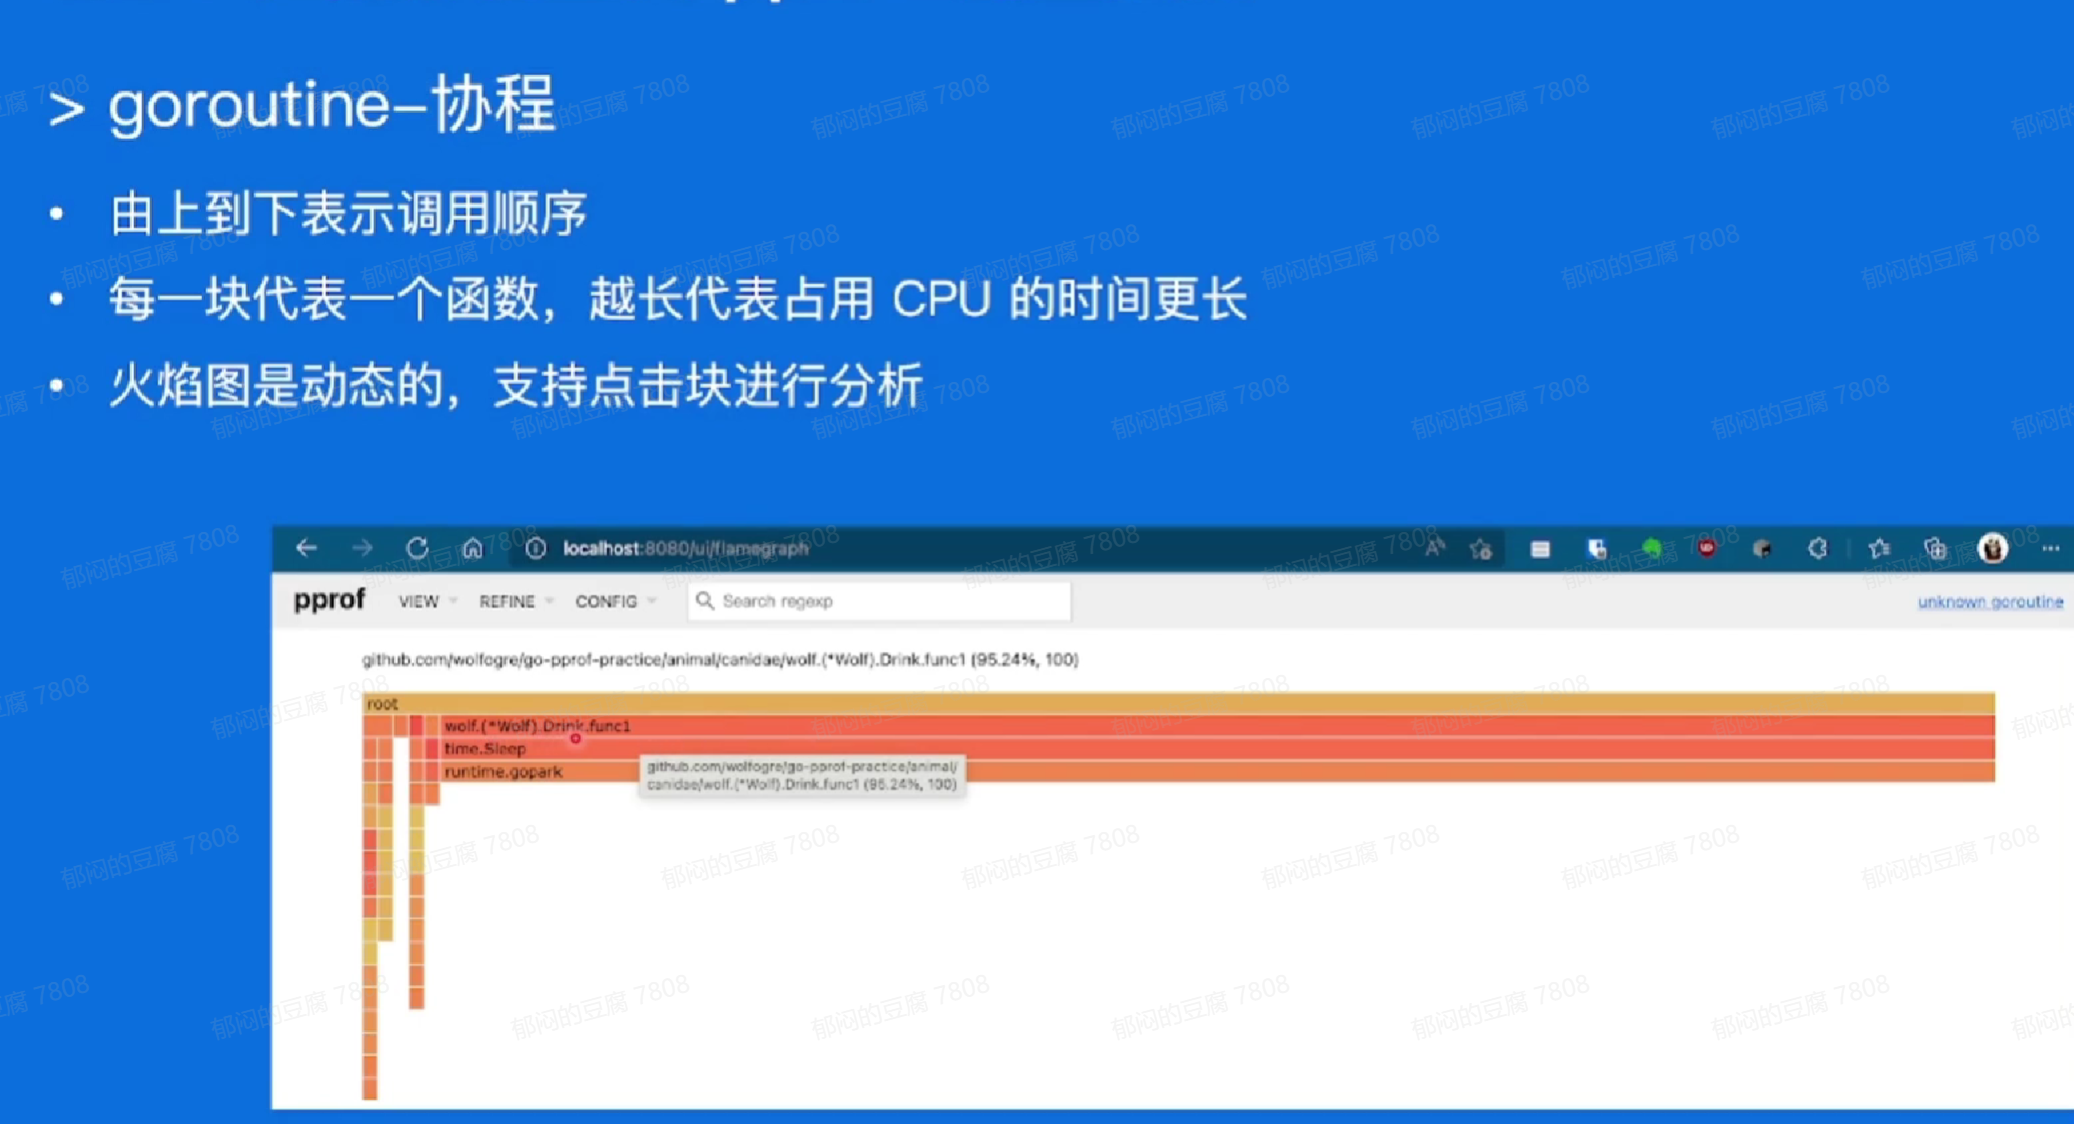 > goroutine-协程
• 由上到下表示调用顺序
• 每一块代表一个函数，越长代表占用 CPU 的时间更长
• 火焰图是动态的，支持点击块进行分析
localhost:8080/ui/flamegraph
pprof VIEW REFINE CONFIG Search regexp unknown goroutine
github.com/wolfogre/go-pprof-practice/animal/canidae/wolf.(*Wolf).Drink.func1 (95.24%, 100)
root
wolf.(*Wolf).Drink.func1
time.Sleep
runtime.gopark
github.com/wolfogre/go-pprof-practice/animal/
canidae/wolf.(*Wolf).Drink.func1 (95.24%, 100)
郁闷的豆腐 7808